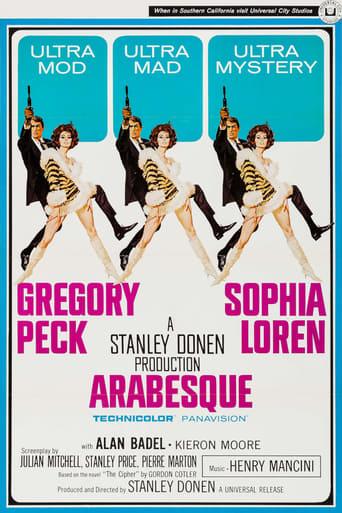 When in Southern California visit Universal City Studios
ULTRA ULTRA ULTRA
MOD MAD MYSTERY
GREGORY SOPHIA
PECK LOREN
A
STANLEY DONEN
PRODUCTION
ARABESQUE
TECHNICOLOR® PANAVISION®
with ALAN BADEL • KIERON MOORE
Screenplay by
JULIAN MITCHELL, STANLEY PRICE, PIERRE MARTON
Based on the novel "The Cipher" by GORDON COTLER
Music - HENRY MANCINI
Produced and Directed by STANLEY DONEN A UNIVERSAL RELEASE